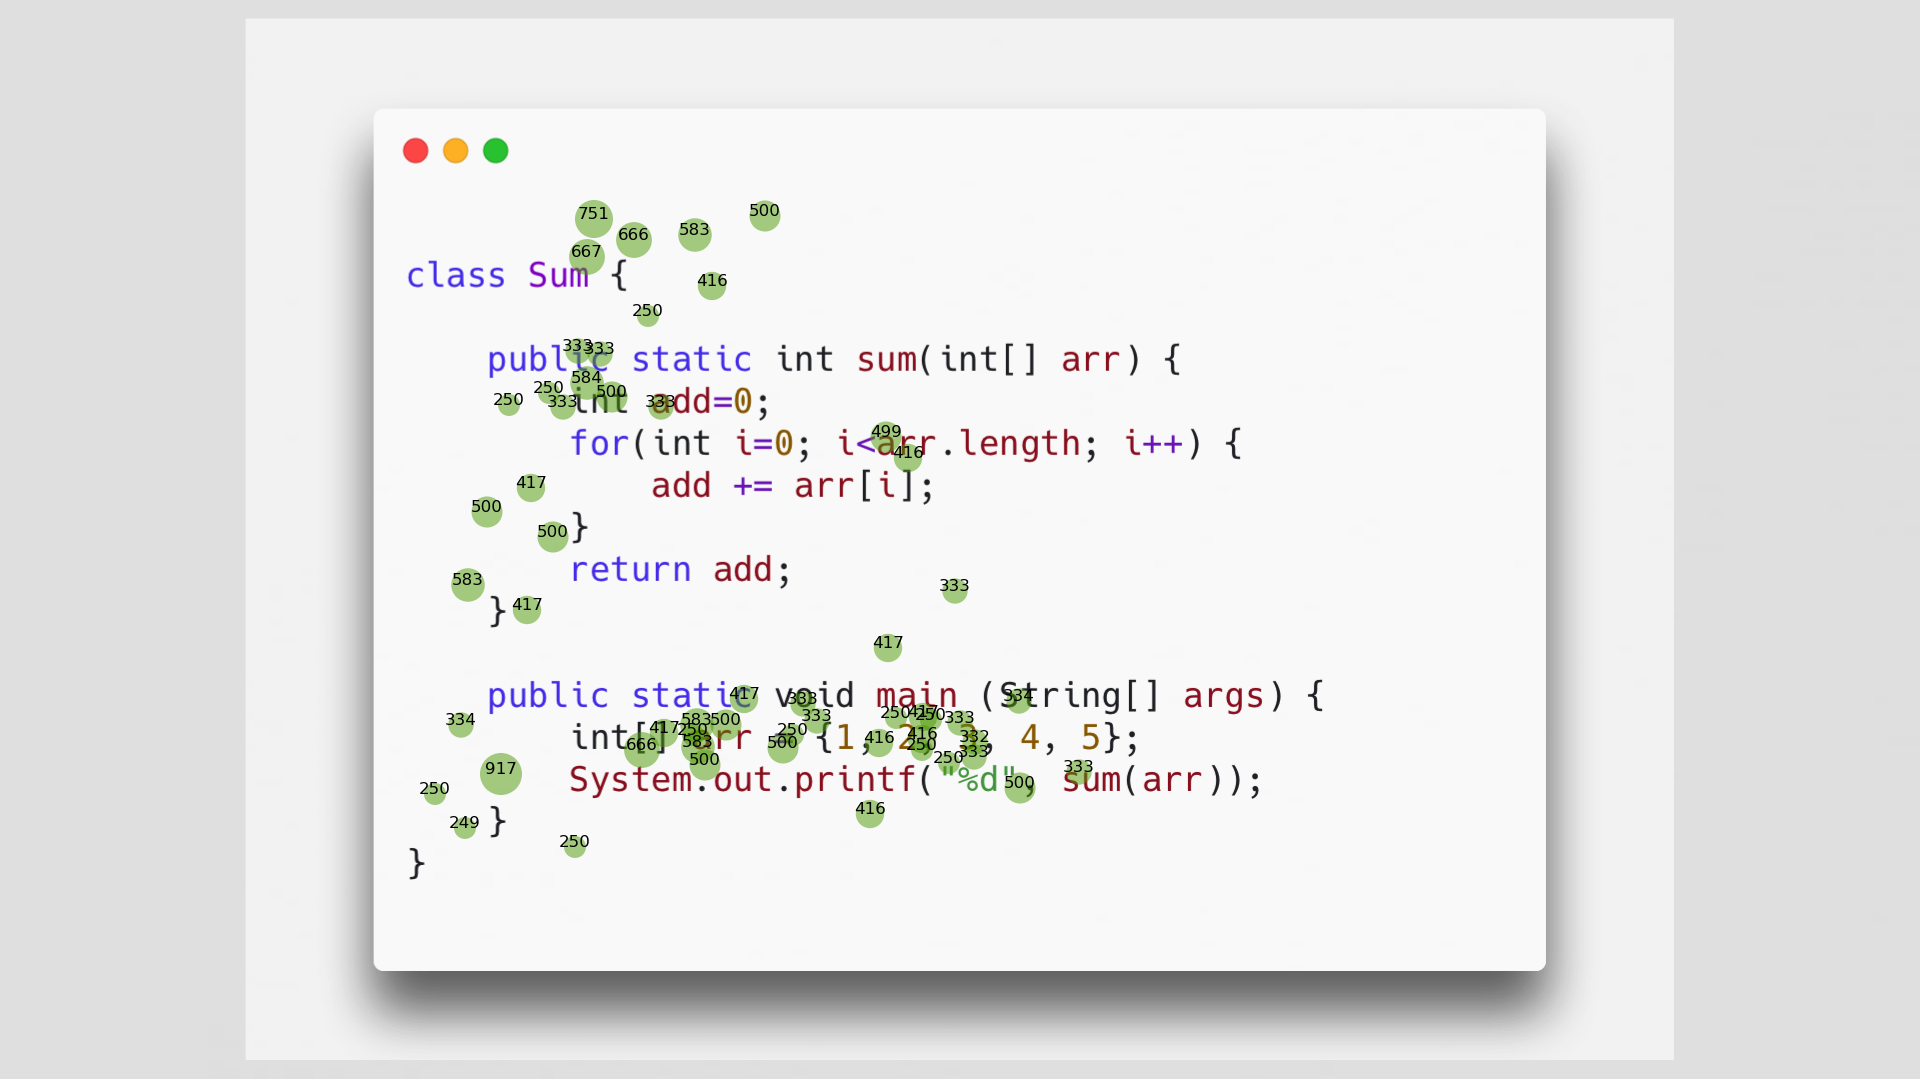 751
500
666
583
667
class Sum {
416
250
333 333
public static int sum(int[] arr) {
584
250 250 333 500 333
int add=0;
499
for(int i=0; i<arr.length; i++) {
416
add += arr[i];
417
500
500
}
return add;
583
333
}
417
417
public static void main (String[] args) {
417 333 334
334 417 583 250 500 333 250 417 250 333
int[] arr = {1, 2, 3, 4, 5};
666 583 500 250 500 416 416 250 332 333 250
System.out.printf("%d", sum(arr));
917 500 333
250
416
249
}
250
}